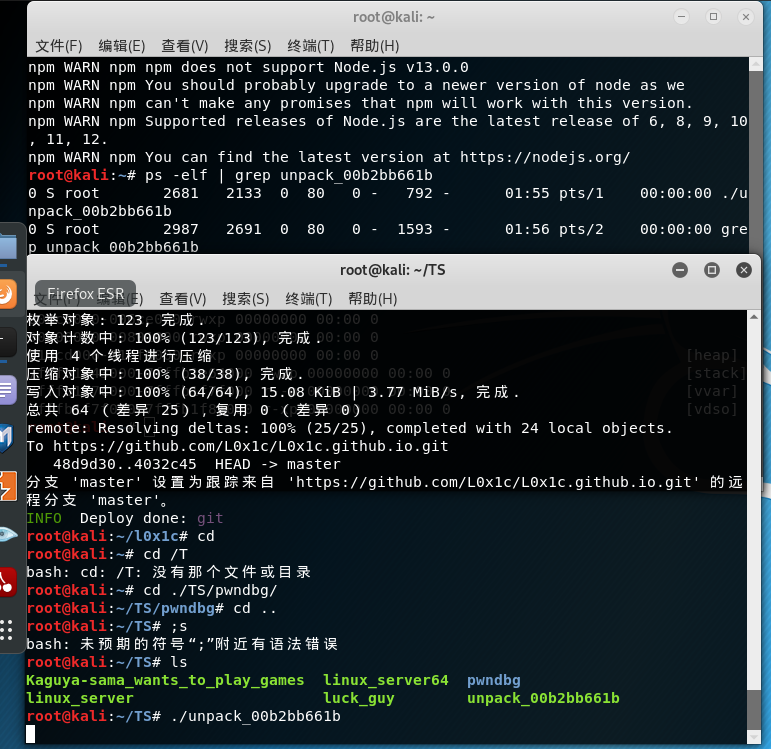 root@kali: ~
文件(F) 编辑(E) 查看(V) 搜索(S) 终端(T) 帮助(H)
npm WARN npm npm does not support Node.js v13.0.0
npm WARN npm You should probably upgrade to a newer version of node as we
npm WARN npm can't make any promises that npm will work with this version.
npm WARN npm Supported releases of Node.js are the latest release of 6, 8, 9, 10
, 11, 12.
npm WARN npm You can find the latest version at https://nodejs.org/
root@kali:~# ps -elf | grep unpack_00b2bb661b
0 S root 2681 2133 0 80 0 - 792 - 01:55 pts/1 00:00:00 ./u
npack_00b2bb661b
0 S root 2987 2691 0 80 0 - 1593 - 01:56 pts/2 00:00:00 gre
p unpack_00b2bb661b
root@kali: ~/TS
Firefox ESR
文件(F) 编辑(E) 查看(V) 搜索(S) 终端(T) 帮助(H)
枚举对象: 123, 完成.
对象计数中: 100% (123/123), 完成.
使用 4 个线程进行压缩
[heap]
压缩对象中: 100% (38/38), 完成.
[stack]
写入对象中: 100% (64/64), 15.08 KiB | 3.77 MiB/s, 完成.
[vvar]
总共 64 (差异 25), 复用 0 (差异 0)
[vdso]
remote: Resolving deltas: 100% (25/25), completed with 24 local objects.
To https://github.com/L0x1c/L0x1c.github.io.git
48d9d30..4032c45 HEAD -> master
分支 'master' 设置为跟踪来自 'https://github.com/L0x1c/L0x1c.github.io.git' 的远
程分支 'master'。
INFO Deploy done: git
root@kali:~/l0x1c# cd
root@kali:~# cd /T
bash: cd: /T: 没有那个文件或目录
root@kali:~# cd ./TS/pwndbg/
root@kali:~/TS/pwndbg# cd ..
root@kali:~/TS# ;s
bash: 未预期的符号“;”附近有语法错误
root@kali:~/TS# ls
Kaguya-sama_wants_to_play_games linux_server64 pwndbg
linux_server luck_guy unpack_00b2bb661b
root@kali:~/TS# ./unpack_00b2bb661b